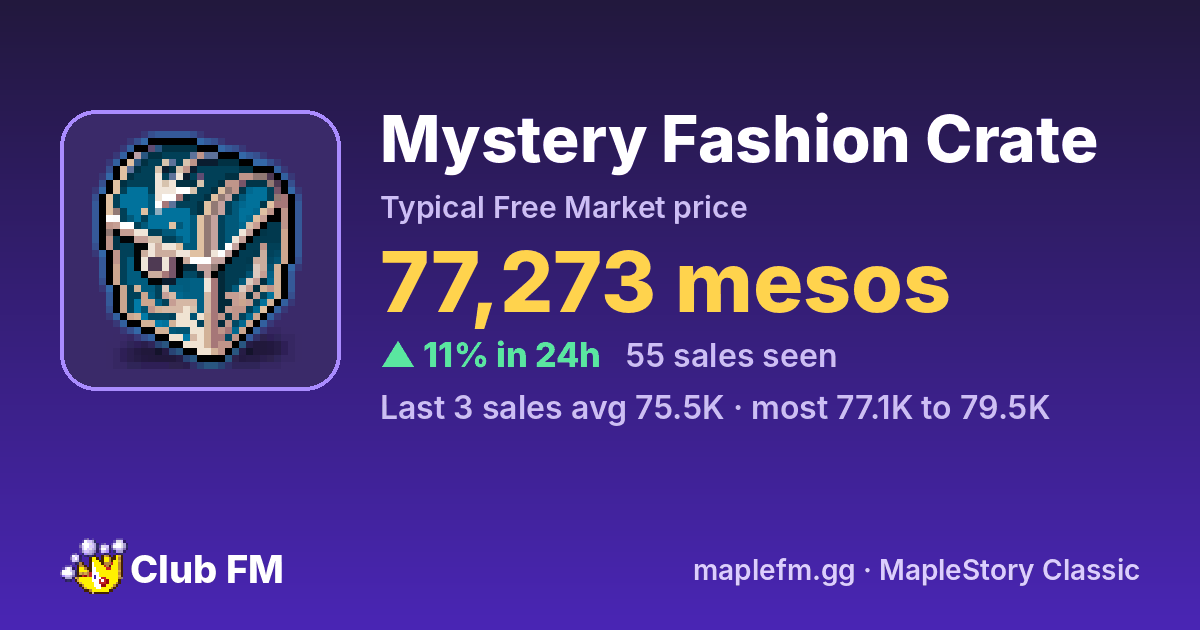 Mystery Fashion Crate
Typical Free Market price
77,273 mesos
▲ 11% in 24h 55 sales seen
Last 3 sales avg 75.5K · most 77.1K to 79.5K
Club FM
maplefm.gg · MapleStory Classic